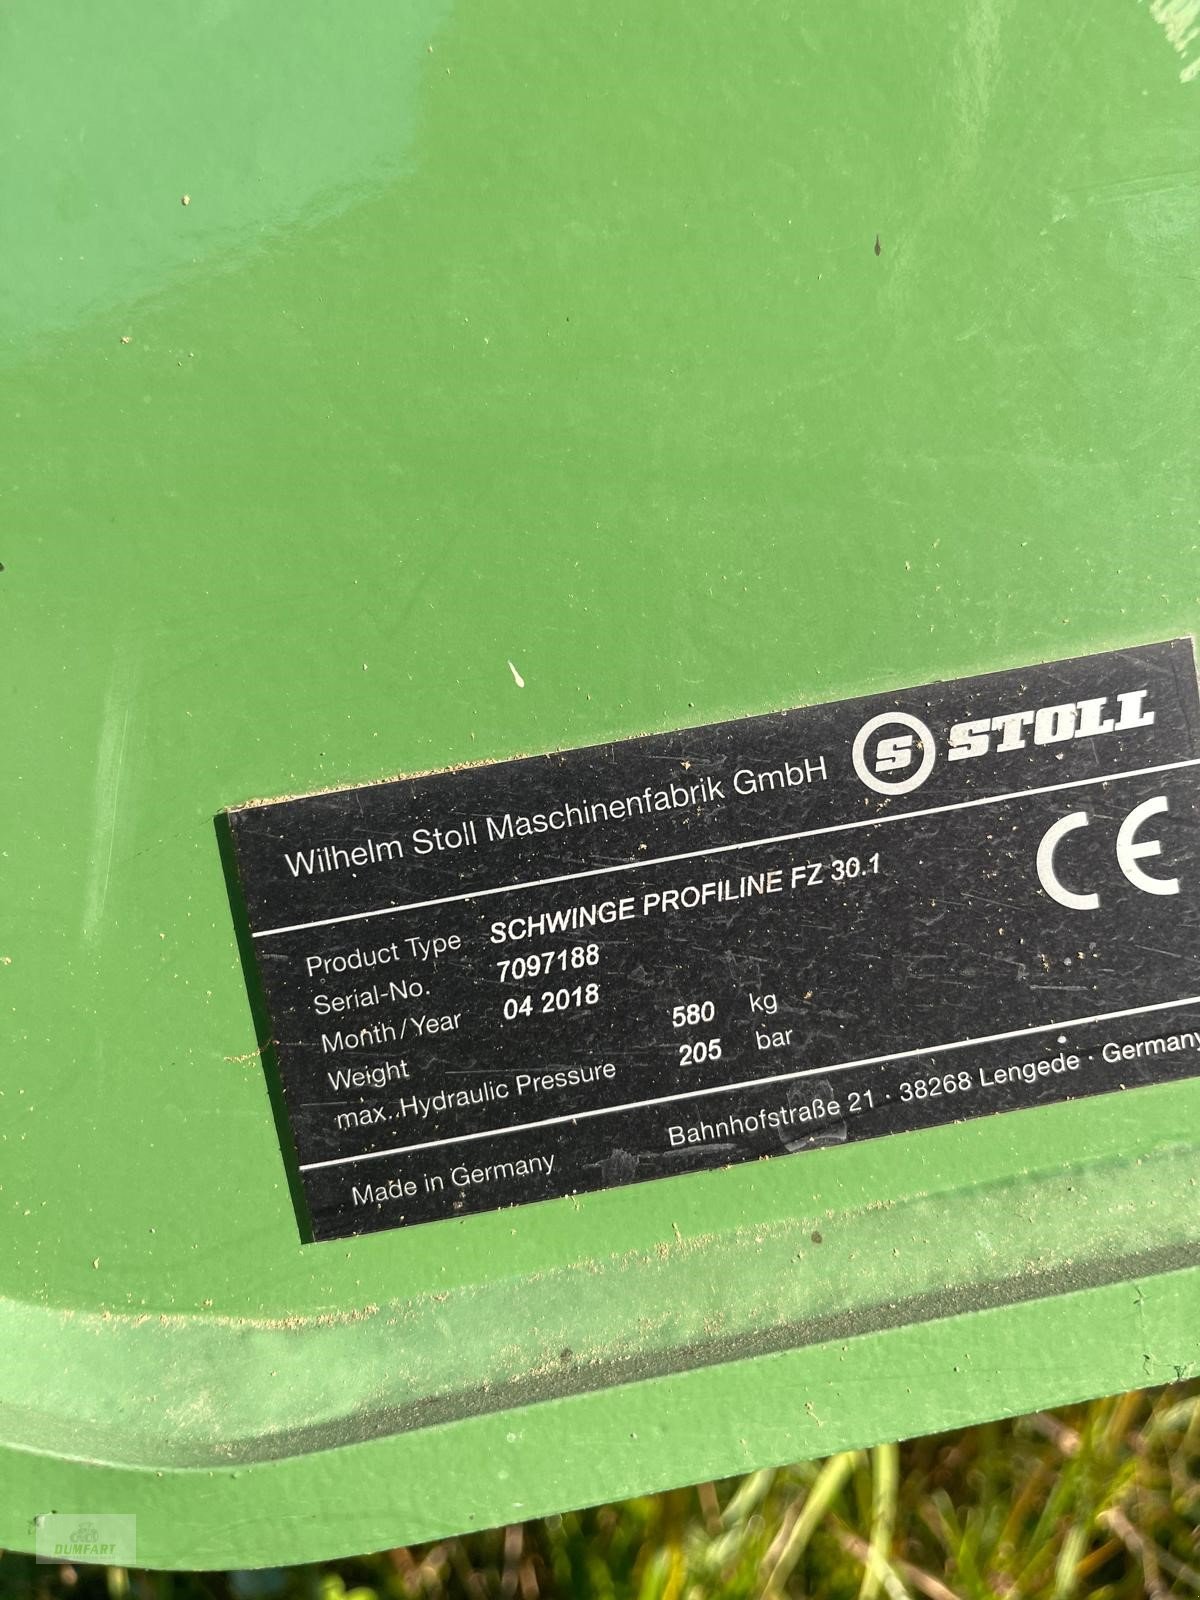 Wilhelm Stoll Maschinenfabrik GmbH S STOLL
Product Type SCHWINGE PROFILINE FZ 30.1 CE
Serial-No. 7097188
Month/Year 04 2018
Weight 580 kg
max. Hydraulic Pressure 205 bar
Made in Germany Bahnhofstraße 21 · 38268 Lengede · Germany
DUMFART